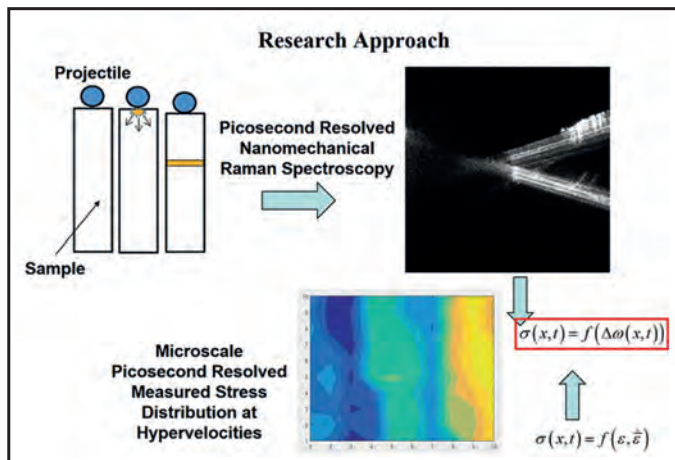 Research Approach
Projectile
Picosecond Resolved
Nanomechanical
Raman Spectroscopy
Sample
Microscale
Picosecond Resolved
Measured Stress
Distribution at
Hypervelocities
σ(x,t)=f(Δω(x,t))
σ(x,t)=f(ε,ε̇)